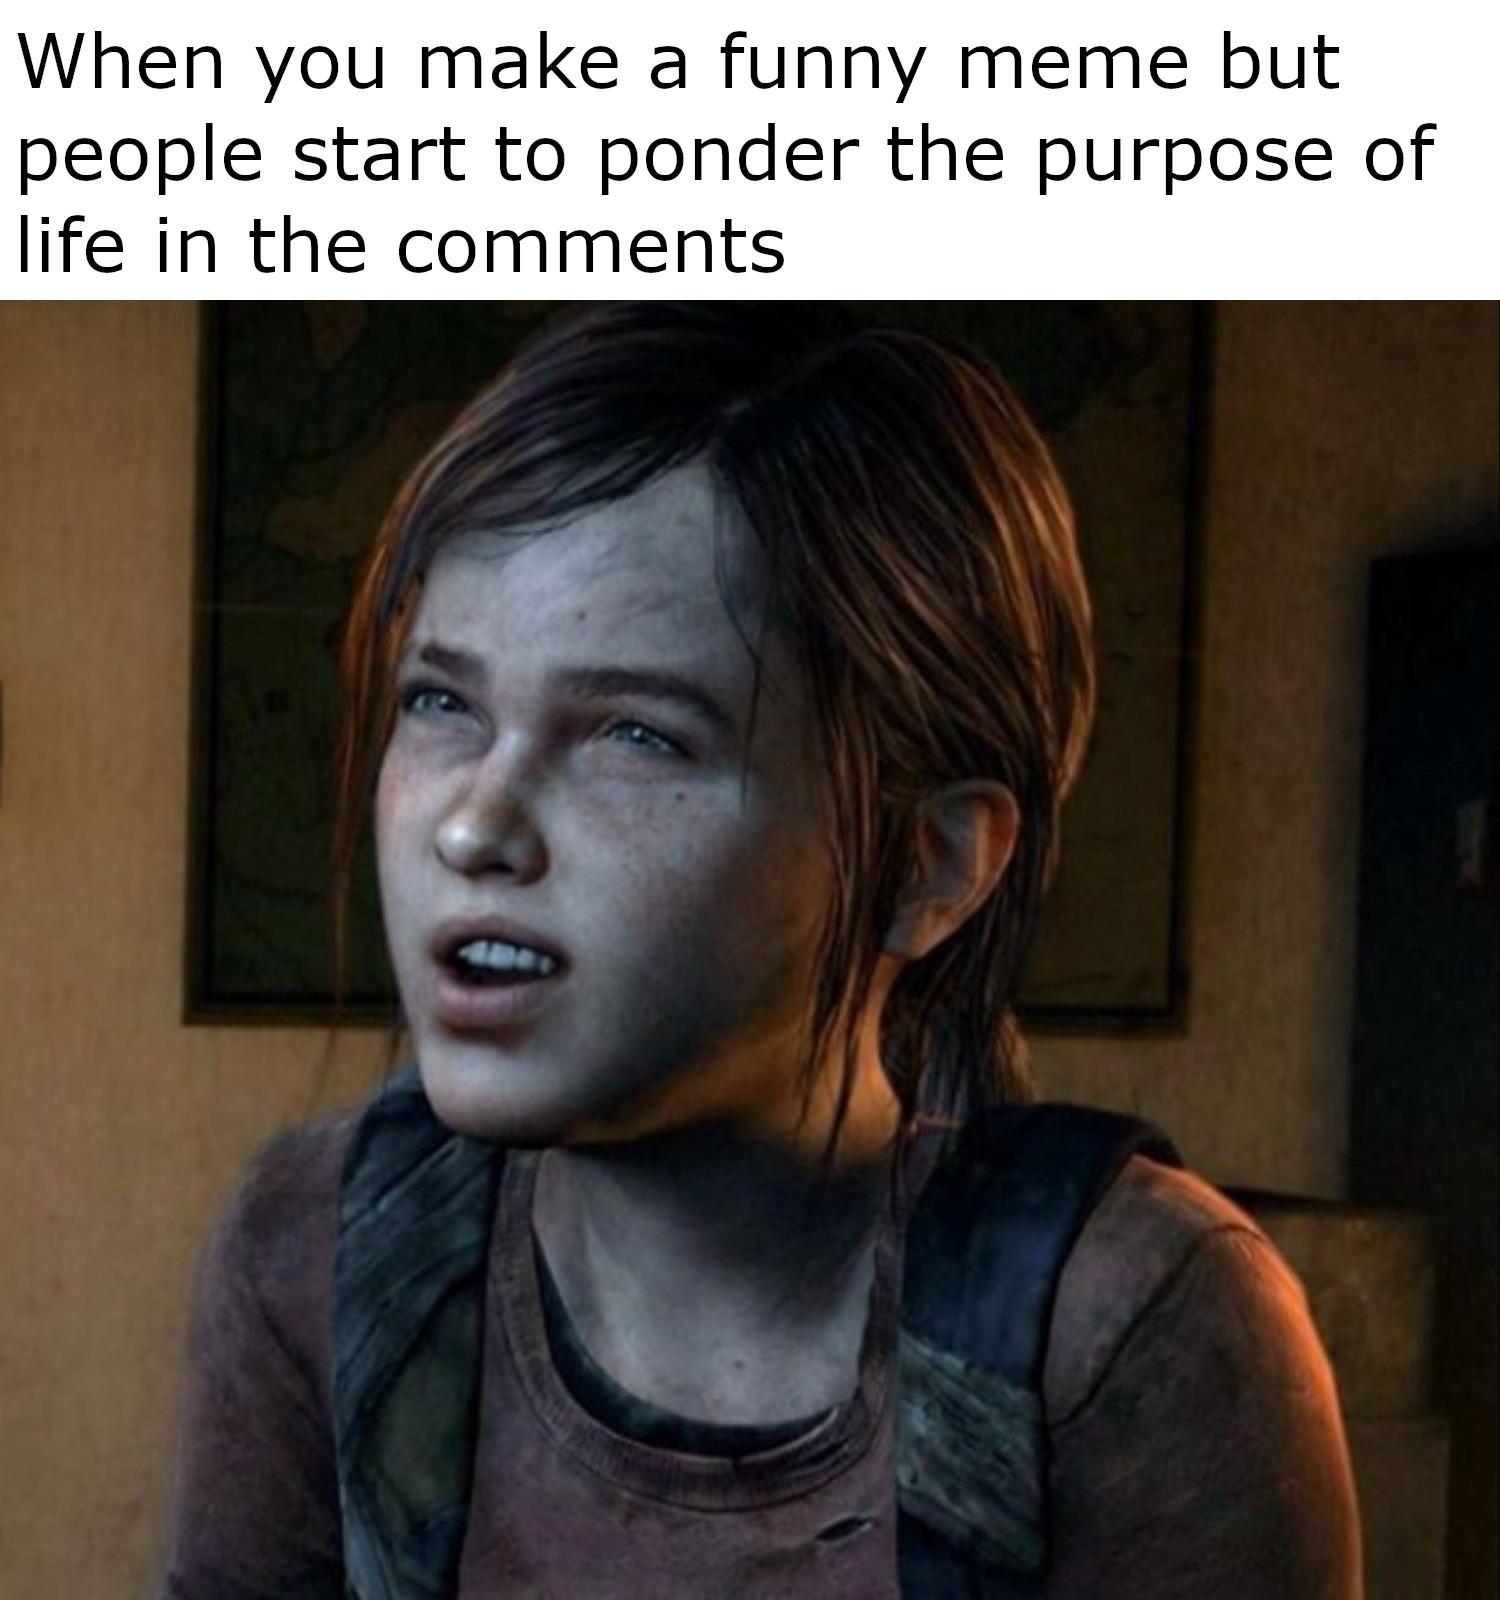 When you make a funny meme but
people start to ponder the purpose of
life in the comments